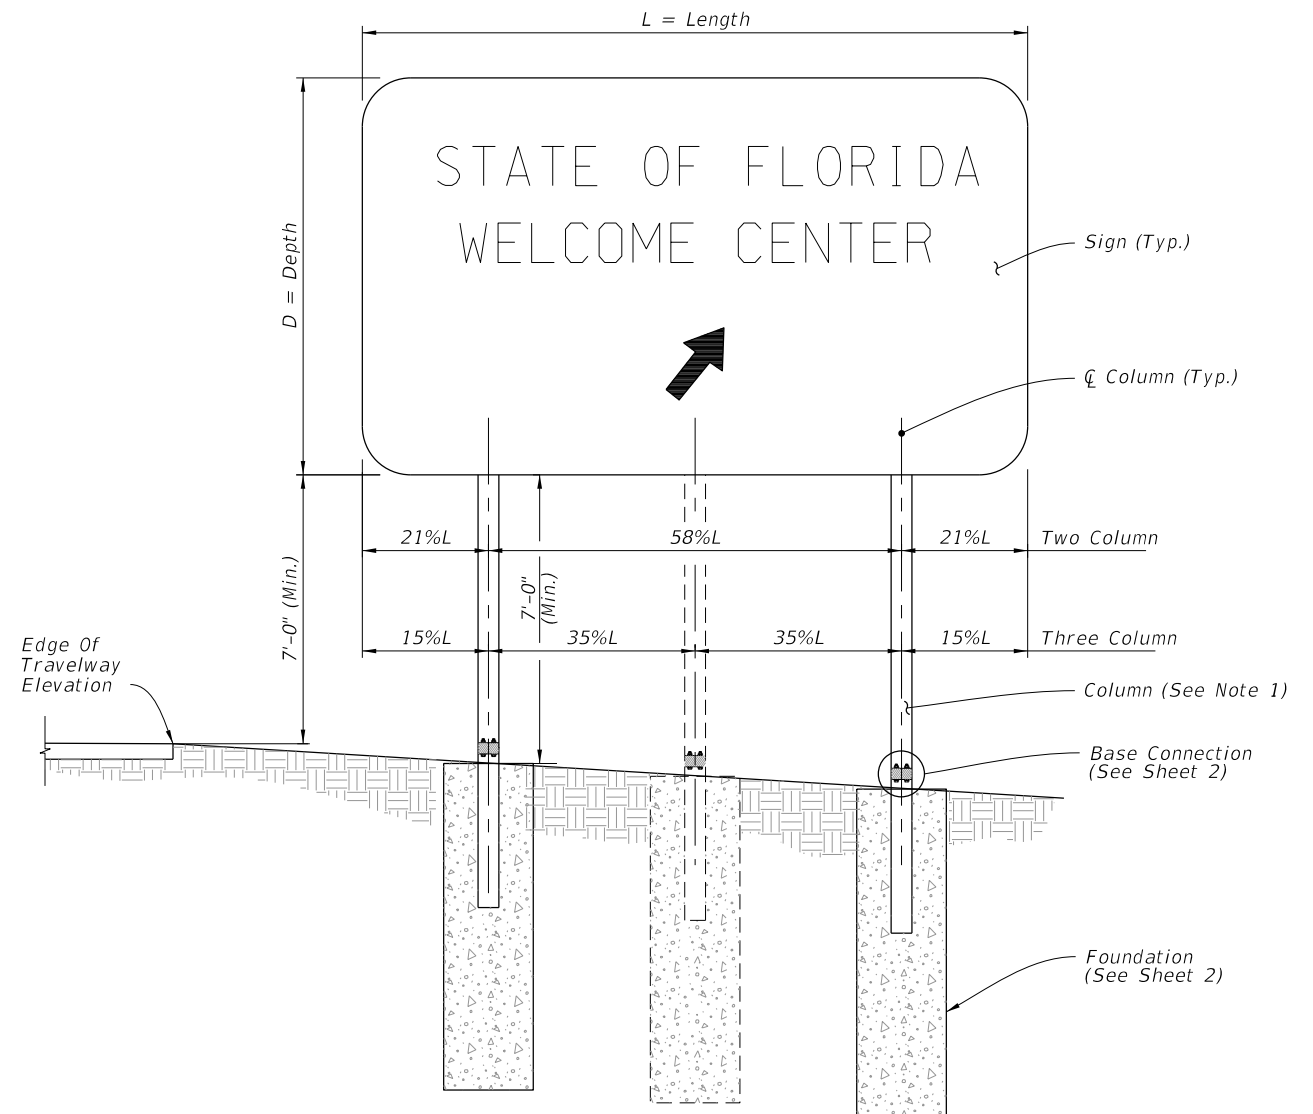 L = Length
STATE OF FLORIDA
WELCOME CENTER
D = Depth
Sign (Typ.)
℄ Column (Typ.)
21%L
58%L
21%L
Two Column
7'-0" (Min.)
7'-0"
(Min.)
15%L
35%L
35%L
15%L
Three Column
Edge Of
Travelway
Elevation
Column (See Note 1)
Base Connection
(See Sheet 2)
Foundation
(See Sheet 2)